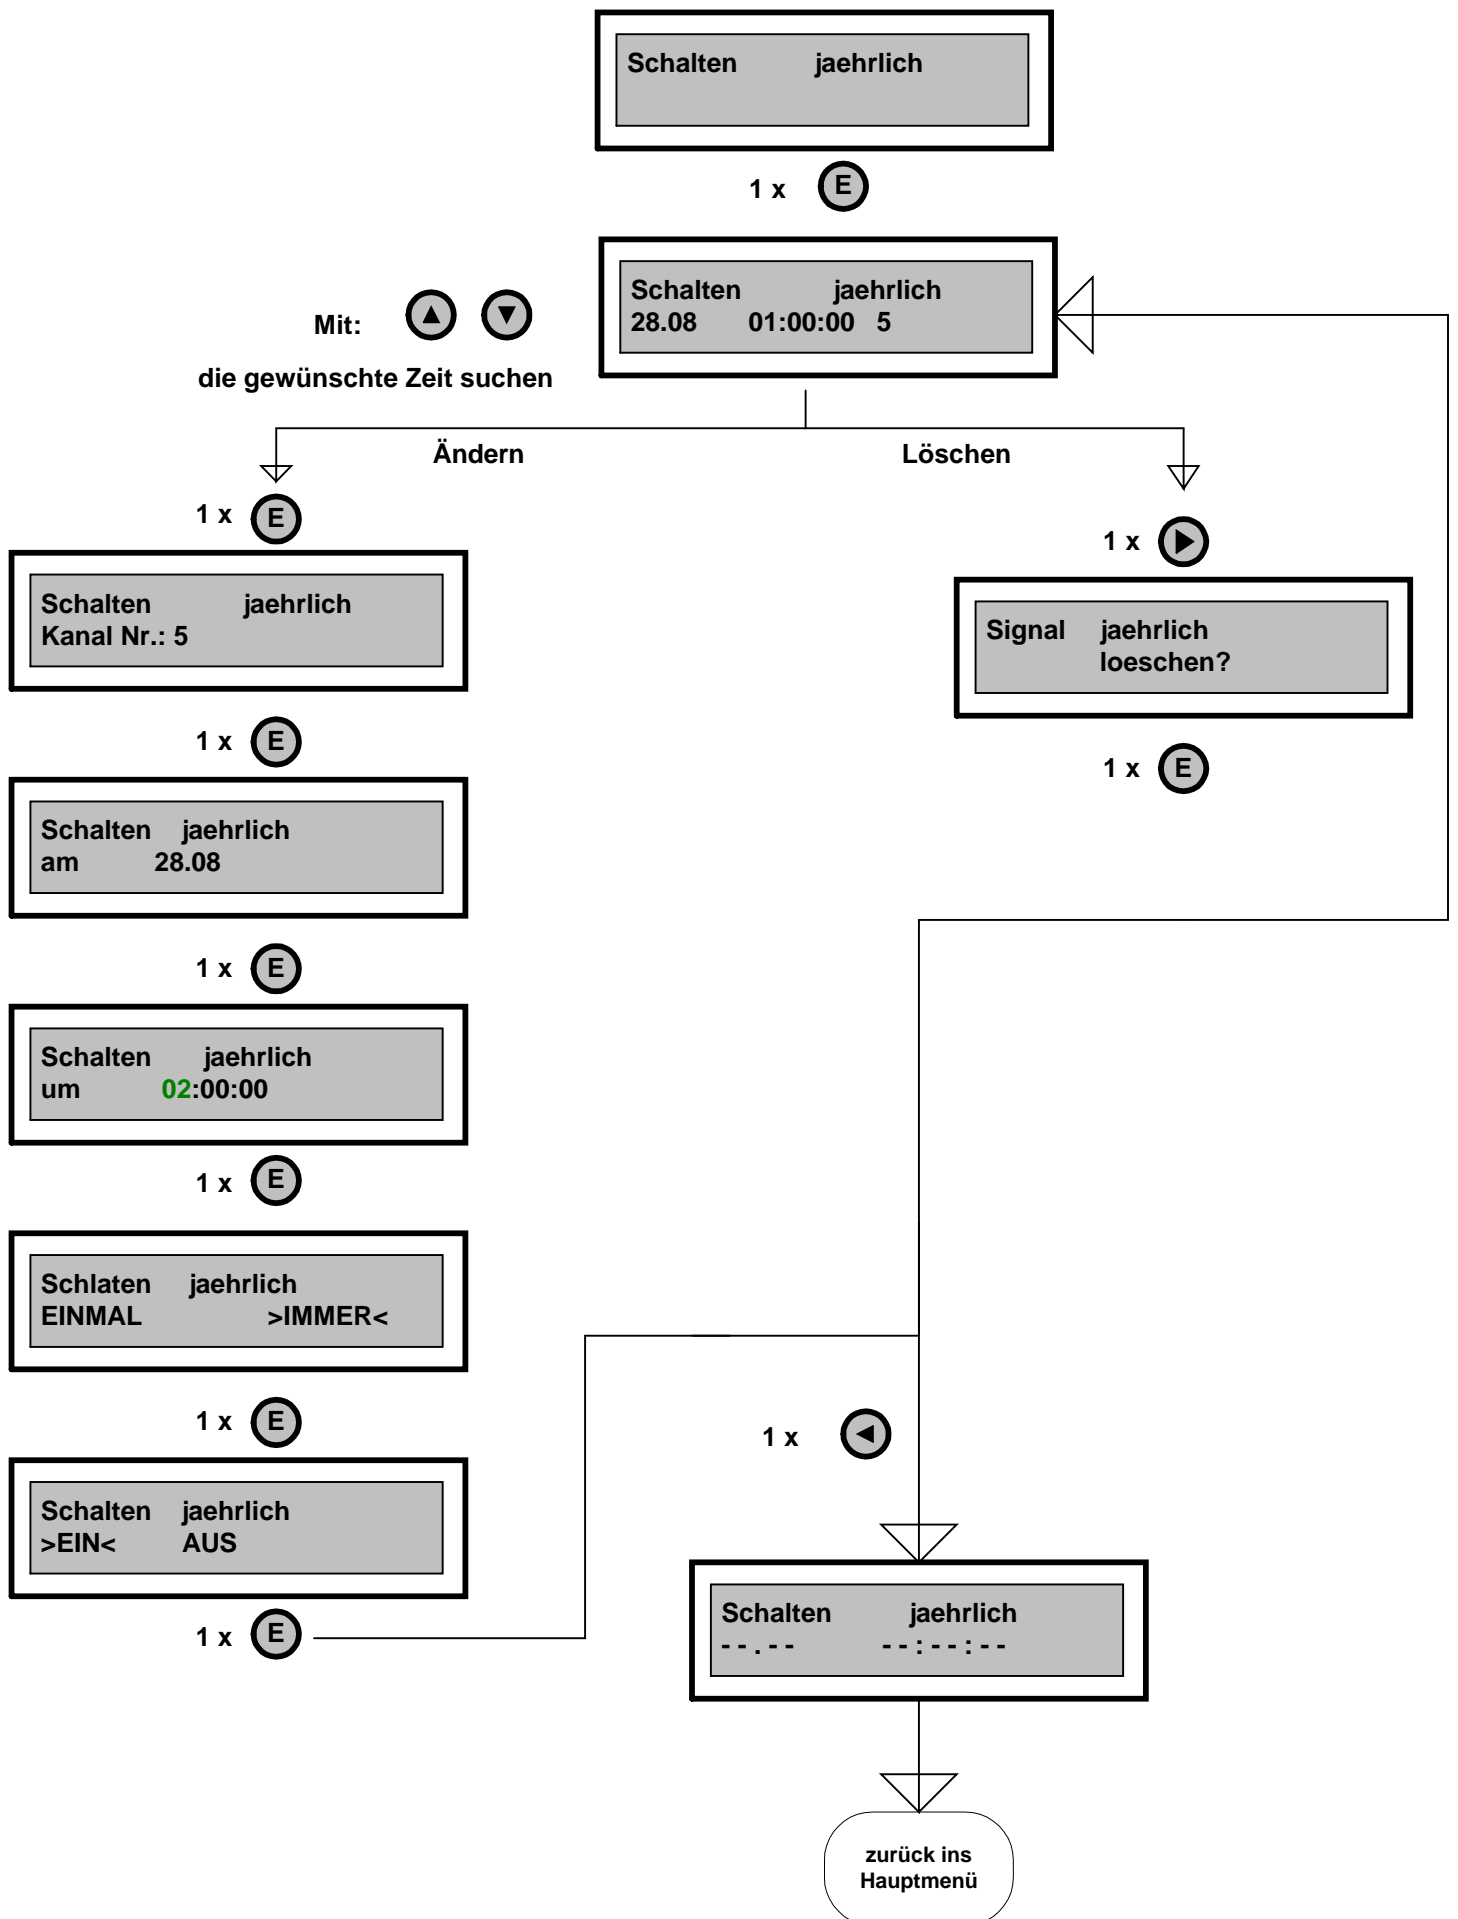 Schalten jaehrlich
1 x E
Schalten jaehrlich
28.08 01:00:00 5
Mit:
die gewünschte Zeit suchen
Ändern
Löschen
1 x E
Schalten jaehrlich
Kanal Nr.: 5
1 x E
Schalten jaehrlich
am 28.08
1 x E
Schalten jaehrlich
um 02:00:00
1 x E
Schlaten jaehrlich
EINMAL >IMMER<
1 x E
Schalten jaehrlich
>EIN< AUS
1 x E
1 x
Signal jaehrlich
loeschen?
1 x E
1 x
Schalten jaehrlich
--.-- --:--:--
zurück ins
Hauptmenü